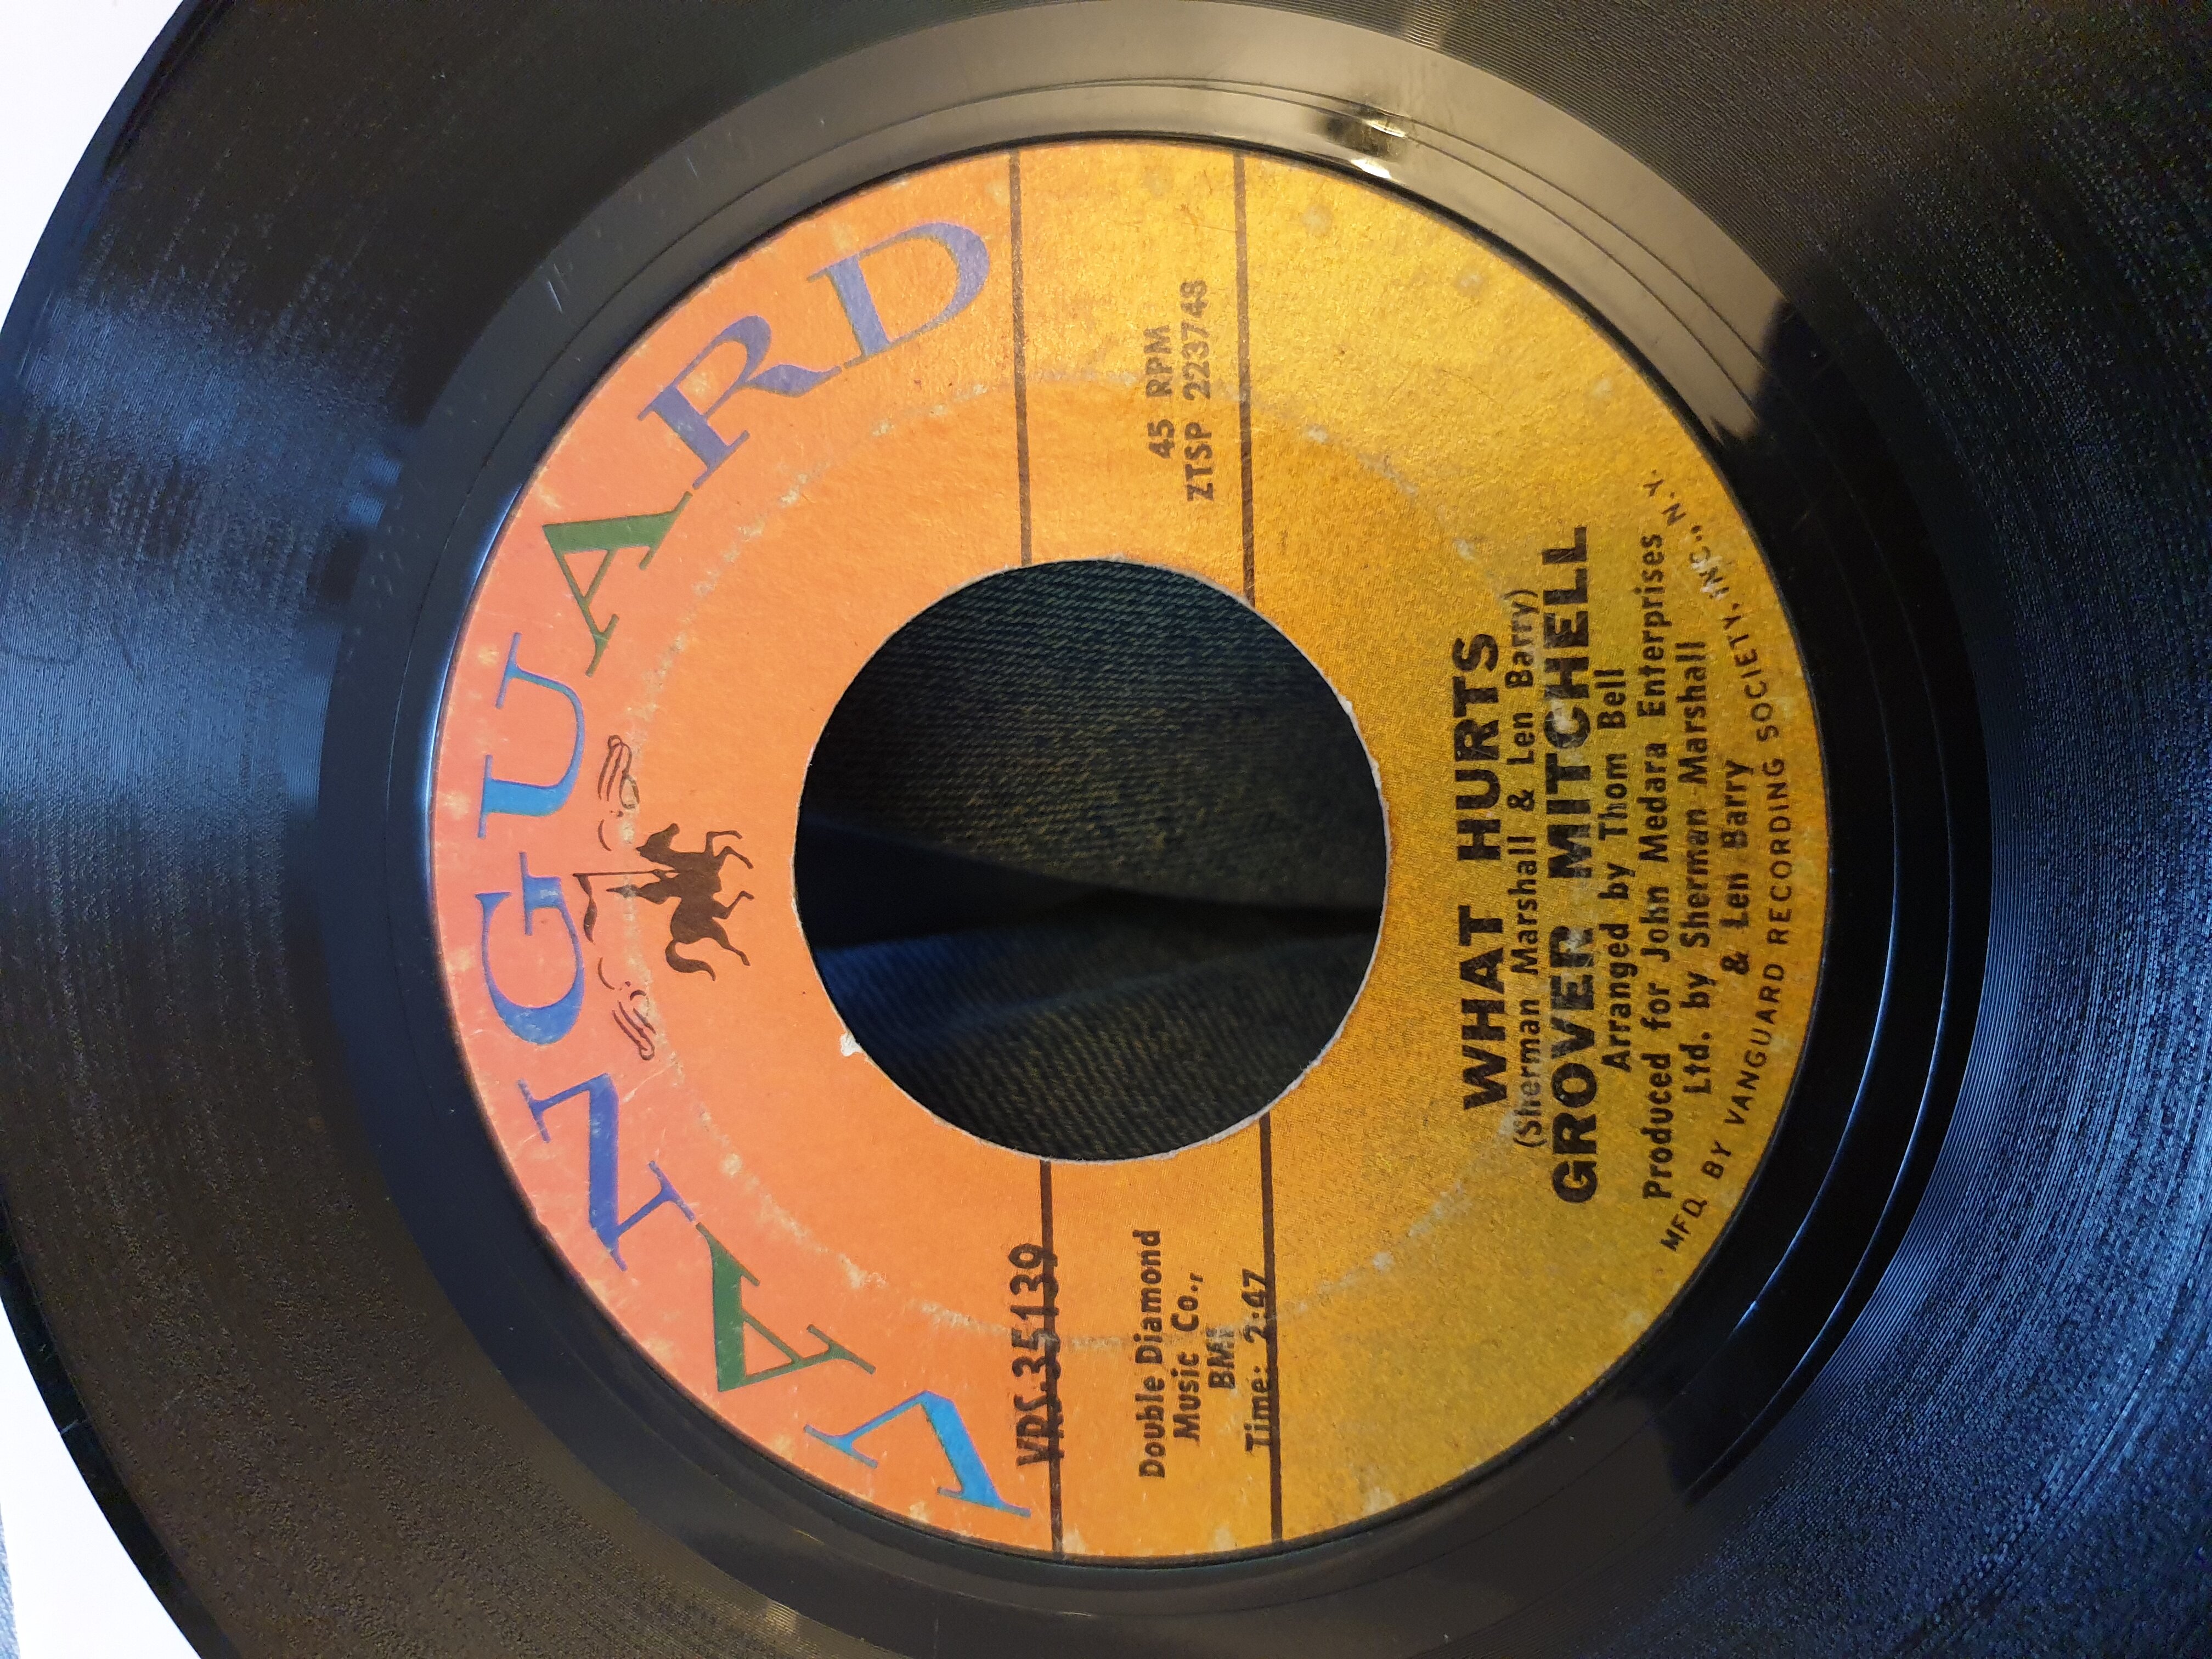 VANGUARD
VRS-35139
Double Diamond
Music Co.,
BMI
Time: 2:47
45 RPM
ZTSP 223748
WHAT HURTS
(Sherman Marshall & Len Barry)
GROVER MITCHELL
Arranged by Thom Bell
Produced for John Medara Enterprises
Ltd. by Sherman Marshall
& Len Barry
MFD. BY VANGUARD RECORDING SOCIETY, INC., N.Y.